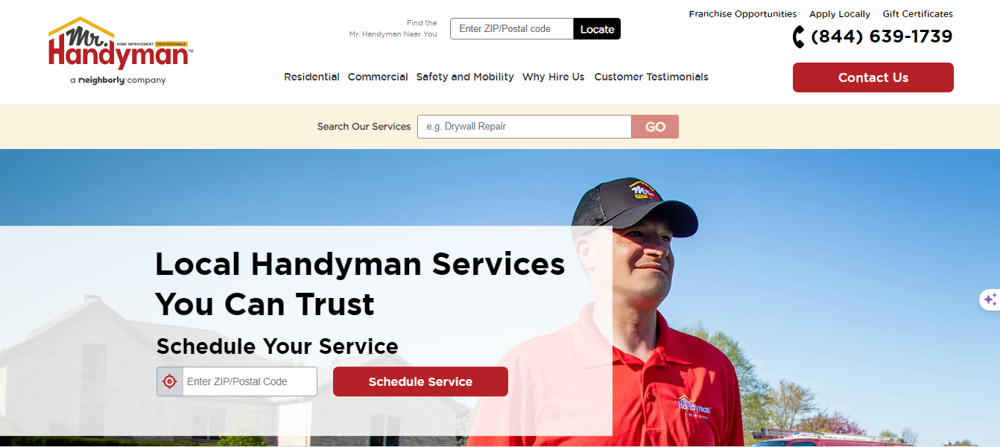 Franchise Opportunities Apply Locally Gift Certificates
Mr.
Handyman™
HOME IMPROVEMENT PROFESSIONALS
a neighborly company
Find the
Mr. Handyman Near You
Enter ZIP/Postal code
Locate
(844) 639-1739
Residential Commercial Safety and Mobility Why Hire Us Customer Testimonials
Contact Us
Search Our Services
e.g. Drywall Repair
GO
Mr.
Local Handyman Services
You Can Trust
Schedule Your Service
Enter ZIP/Postal Code
Schedule Service
Mr.
Handyman